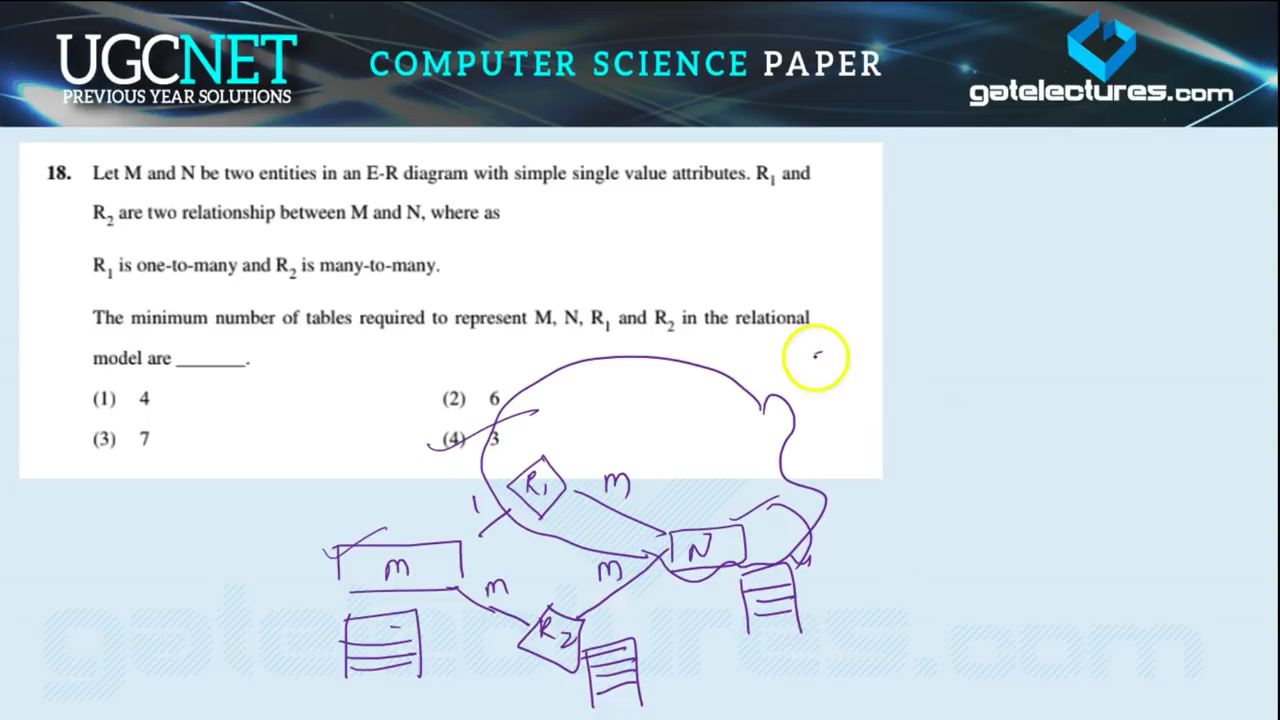 UGCNET
PREVIOUS YEAR SOLUTIONS
COMPUTER SCIENCE PAPER
gatelectures.com
18. Let M and N be two entities in an E-R diagram with simple single value attributes. R₁ and
R₂ are two relationship between M and N, where as
R₁ is one-to-many and R₂ is many-to-many.
The minimum number of tables required to represent M, N, R₁ and R₂ in the relational
model are _______.
(1) 4 (2) 6
(3) 7 (4) 3
R₁ m
1
m N
m m
R₂
gatelectures.com